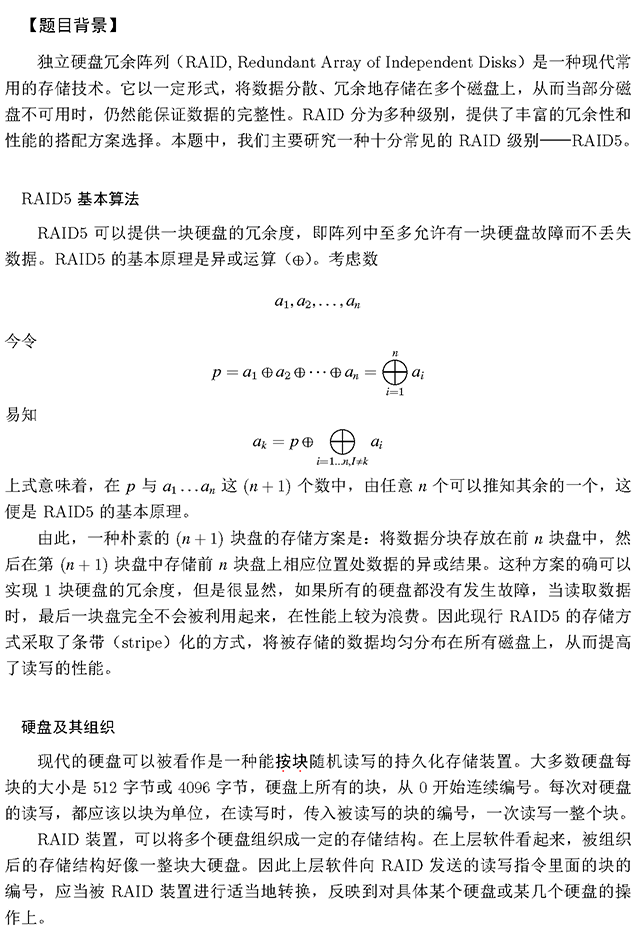 【题目背景】
独立硬盘冗余阵列（RAID, Redundant Array of Independent Disks）是一种现代常
用的存储技术。它以一定形式，将数据分散、冗余地存储在多个磁盘上，从而当部分磁
盘不可用时，仍然能保证数据的完整性。RAID 分为多种级别，提供了丰富的冗余性和
性能的搭配方案选择。本题中，我们主要研究一种十分常见的 RAID 级别——RAID5。
RAID5 基本算法
RAID5 可以提供一块硬盘的冗余度，即阵列中至多允许有一块硬盘故障而不丢失
数据。RAID5 的基本原理是异或运算（⊕）。考虑数
a₁, a₂, …, aₙ
今令
p = a₁ ⊕ a₂ ⊕ ⋯ ⊕ aₙ = ⨁_{i=1}^{n} aᵢ
易知
aₖ = p ⊕ ⨁_{i=1…n,I≠k} aᵢ
上式意味着，在 p 与 a₁…aₙ 这 (n+1) 个数中，由任意 n 个可以推知其余的一个，这
便是 RAID5 的基本原理。
由此，一种朴素的 (n+1) 块盘的存储方案是：将数据分块存放在前 n 块盘中，然
后在第 (n+1) 块盘中存储前 n 块盘上相应位置处数据的异或结果。这种方案的确可以
实现 1 块硬盘的冗余度，但是很显然，如果所有的硬盘都没有发生故障，当读取数据
时，最后一块盘完全不会被利用起来，在性能上较为浪费。因此现行 RAID5 的存储方
式采取了条带（stripe）化的方式，将被存储的数据均匀分布在所有磁盘上，从而提高
了读写的性能。
硬盘及其组织
现代的硬盘可以被看作是一种能按块随机读写的持久化存储装置。大多数硬盘每
块的大小是 512 字节或 4096 字节，硬盘上所有的块，从 0 开始连续编号。每次对硬盘
的读写，都应该以块为单位，在读写时，传入被读写的块的编号，一次读写一整个块。
RAID 装置，可以将多个硬盘组织成一定的存储结构。在上层软件看起来，被组织
后的存储结构好像一整块大硬盘。因此上层软件向 RAID 发送的读写指令里面的块的
编号，应当被 RAID 装置进行适当地转换，反映到对具体某个硬盘或某几个硬盘的操
作上。